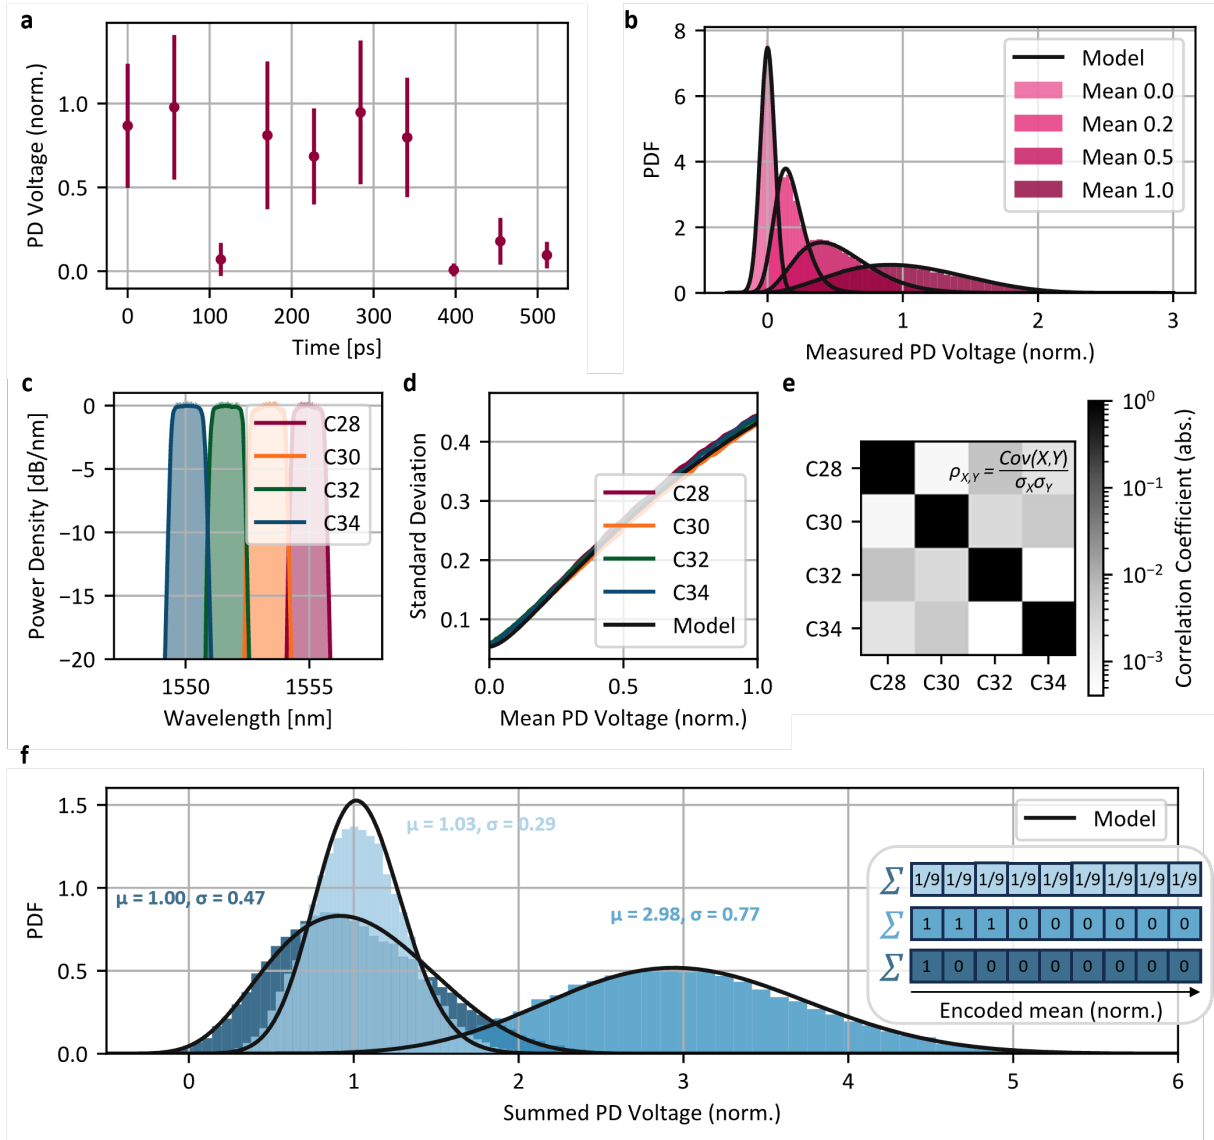 a
PD Voltage (norm.)
1.0
0.5
0.0
0 100 200 300 400 500
Time [ps]
b
PDF
8
6
4
2
0
Model
Mean 0.0
Mean 0.2
Mean 0.5
Mean 1.0
0 1 2 3
Measured PD Voltage (norm.)
c
Power Density [dB/nm]
0
−5
−10
−15
−20
C28
C30
C32
C34
1550 1555
Wavelength [nm]
d
Standard Deviation
0.4
0.3
0.2
0.1
C28
C30
C32
C34
Model
0.0 0.5 1.0
Mean PD Voltage (norm.)
e
C28
C30
C32
C34
ρX,Y = Cov(X,Y)
σXσY
C28 C30 C32 C34
10⁰
10⁻¹
10⁻²
10⁻³
Correlation Coefficient (abs.)
f
PDF
1.5
1.0
0.5
0.0
μ = 1.03, σ = 0.29
μ = 1.00, σ = 0.47
μ = 2.98, σ = 0.77
Model
Σ 1/9 1/9 1/9 1/9 1/9 1/9 1/9 1/9 1/9
Σ 1 1 1 0 0 0 0 0 0
Σ 1 0 0 0 0 0 0 0 0
Encoded mean (norm.)
0 1 2 3 4 5 6
Summed PD Voltage (norm.)